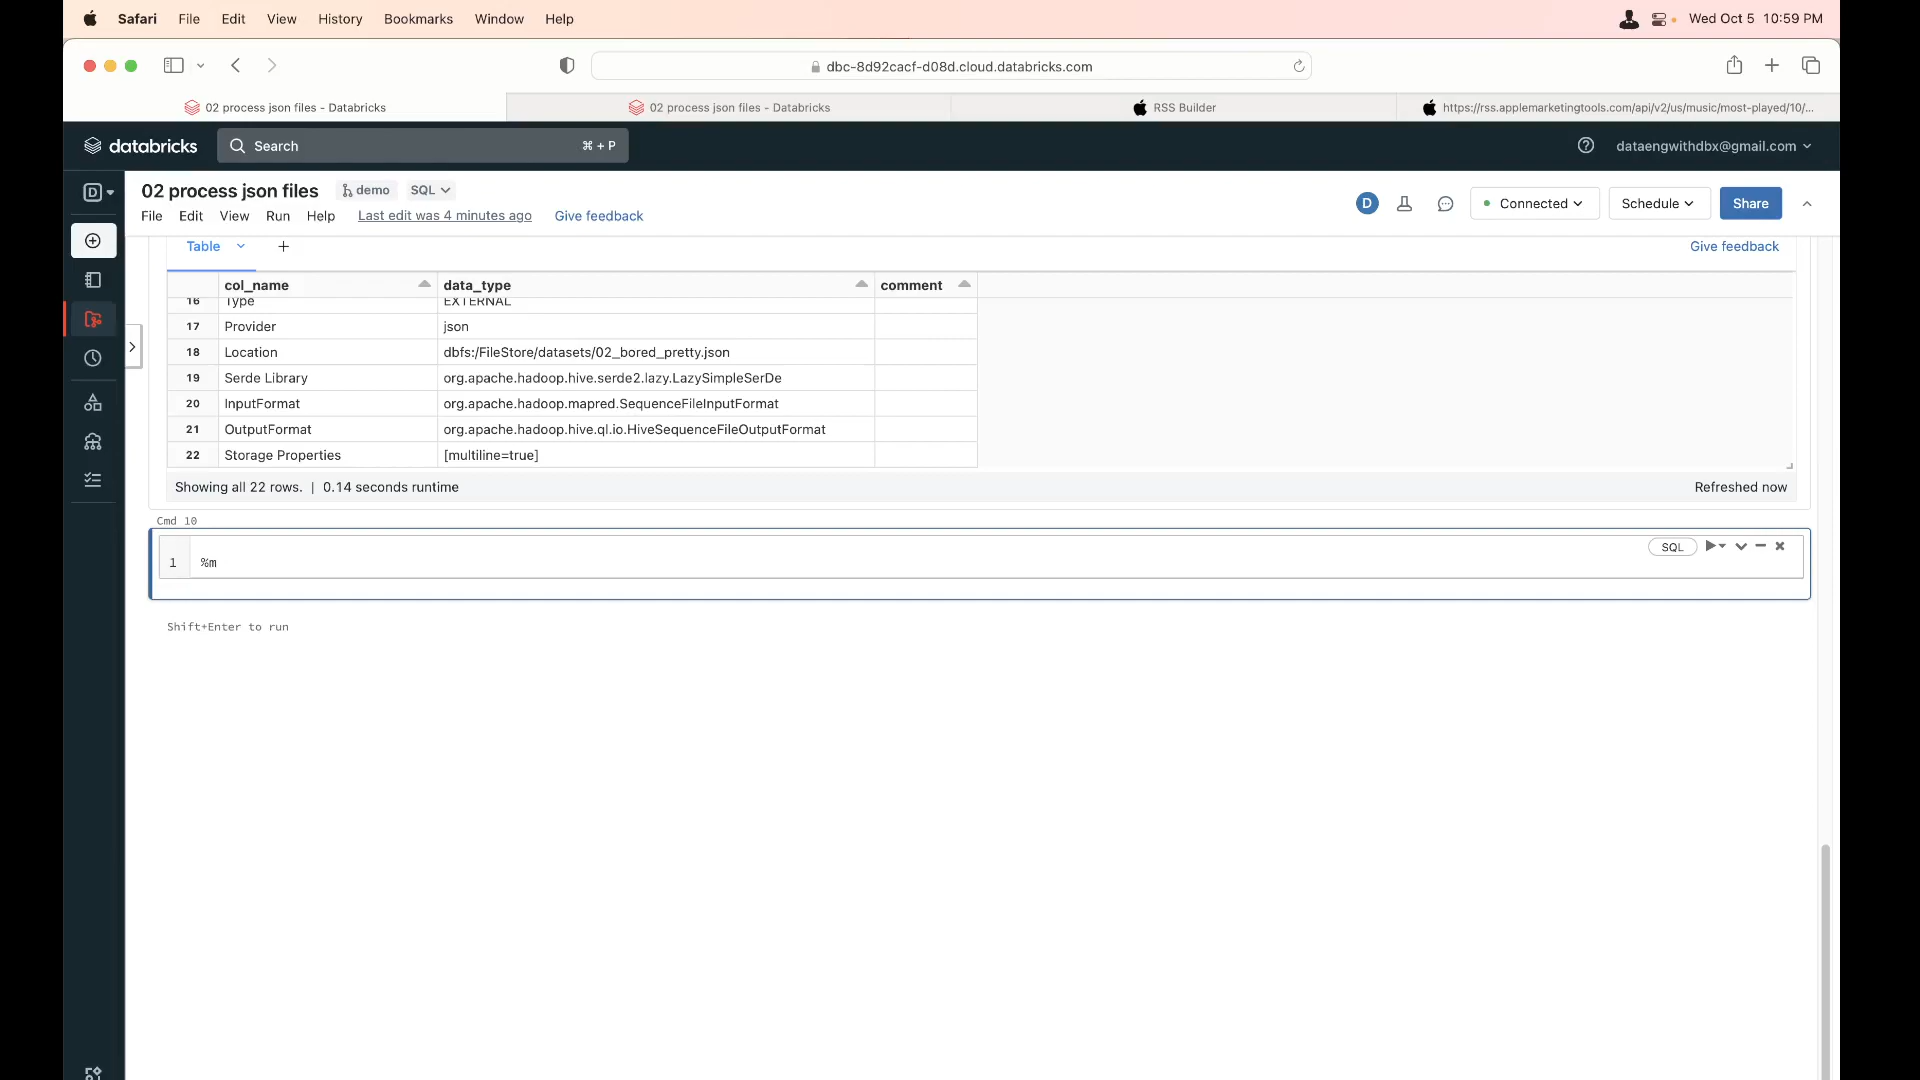 Safari File Edit View History Bookmarks Window Help
Wed Oct 5 10:59 PM
dbc-8d92cacf-d08d.cloud.databricks.com
02 process json files - Databricks
02 process json files - Databricks
RSS Builder
https://rss.applemarketingtools.com/api/v2/us/music/most-played/10/...
databricks
Search
⌘ + P
dataengwithdbx@gmail.com
D
02 process json files
demo
SQL
File Edit View Run Help
Last edit was 4 minutes ago
Give feedback
D
Connected
Schedule
Share
Table
+
Give feedback
col_name data_type comment
16 Type EXTERNAL
17 Provider json
18 Location dbfs:/FileStore/datasets/02_bored_pretty.json
19 Serde Library org.apache.hadoop.hive.serde2.lazy.LazySimpleSerDe
20 InputFormat org.apache.hadoop.mapred.SequenceFileInputFormat
21 OutputFormat org.apache.hadoop.hive.ql.io.HiveSequenceFileOutputFormat
22 Storage Properties [multiline=true]
Showing all 22 rows. | 0.14 seconds runtime
Refreshed now
Cmd 10
SQL
1 %m
Shift+Enter to run